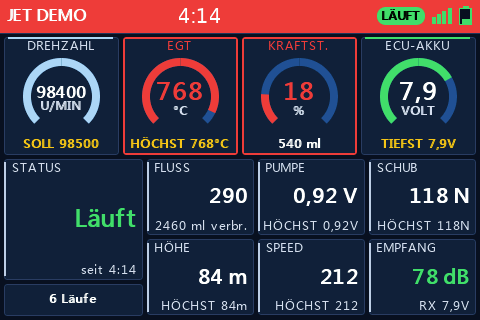 JET DEMO
4:14
LÄUFT
DREHZAHL
98400
U/MIN
SOLL 98500
EGT
768
°C
HÖCHST 768°C
KRAFTST.
18
%
540 ml
ECU-AKKU
7,9
VOLT
TIEFST 7,9V
STATUS
Läuft
seit 4:14
6 Läufe
FLUSS
290
2460 ml verbr.
PUMPE
0,92 V
HÖCHST 0,92V
SCHUB
118 N
HÖCHST 118N
HÖHE
84 m
HÖCHST 84m
SPEED
212
HÖCHST 212
EMPFANG
78 dB
RX 7,9V